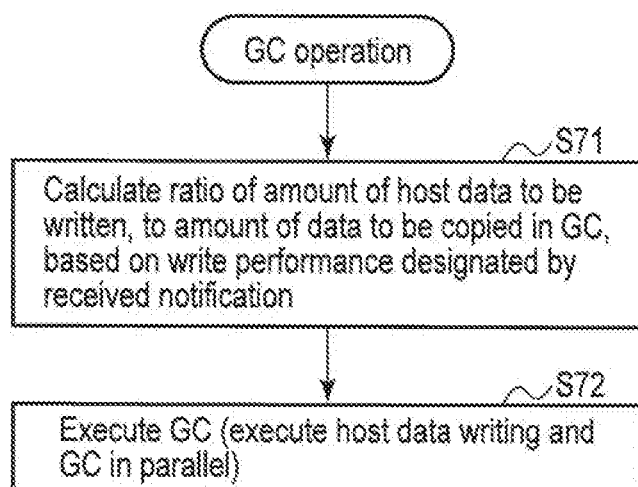 GC operation
S71
Calculate ratio of amount of host data to be
written, to amount of data to be copied in GC,
based on write performance designated by
received notification
S72
Execute GC (execute host data writing and
GC in parallel)